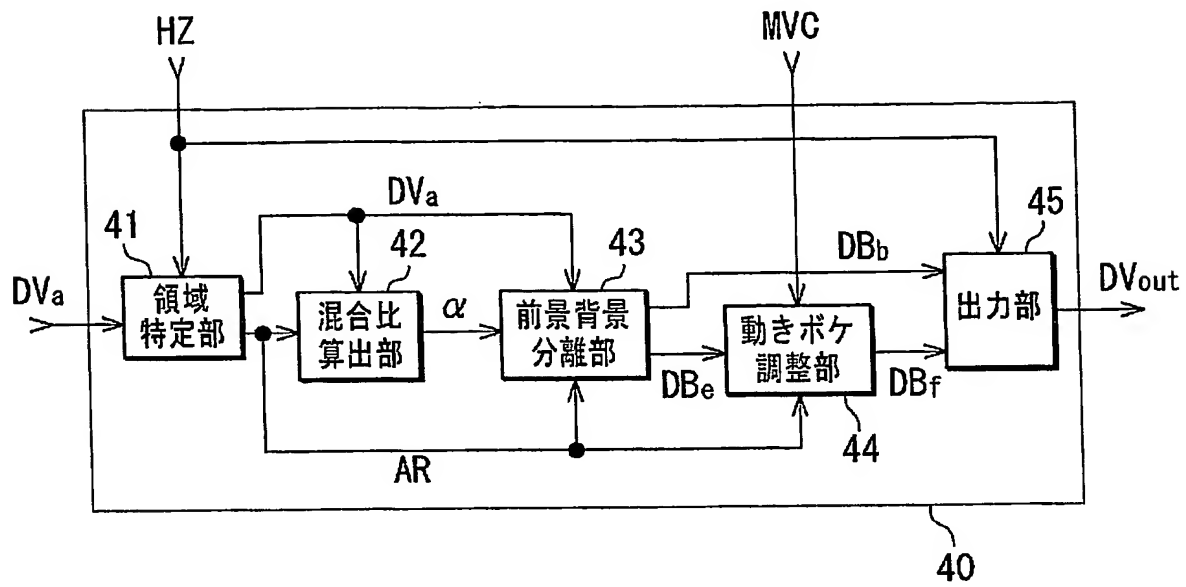 HZ
MVC
DVa
41
領域
特定部
DVa
42
混合比
算出部
α
43
前景背景
分離部
DBb
DBe
動きボケ
調整部
44
DBf
45
出力部
DVout
AR
40